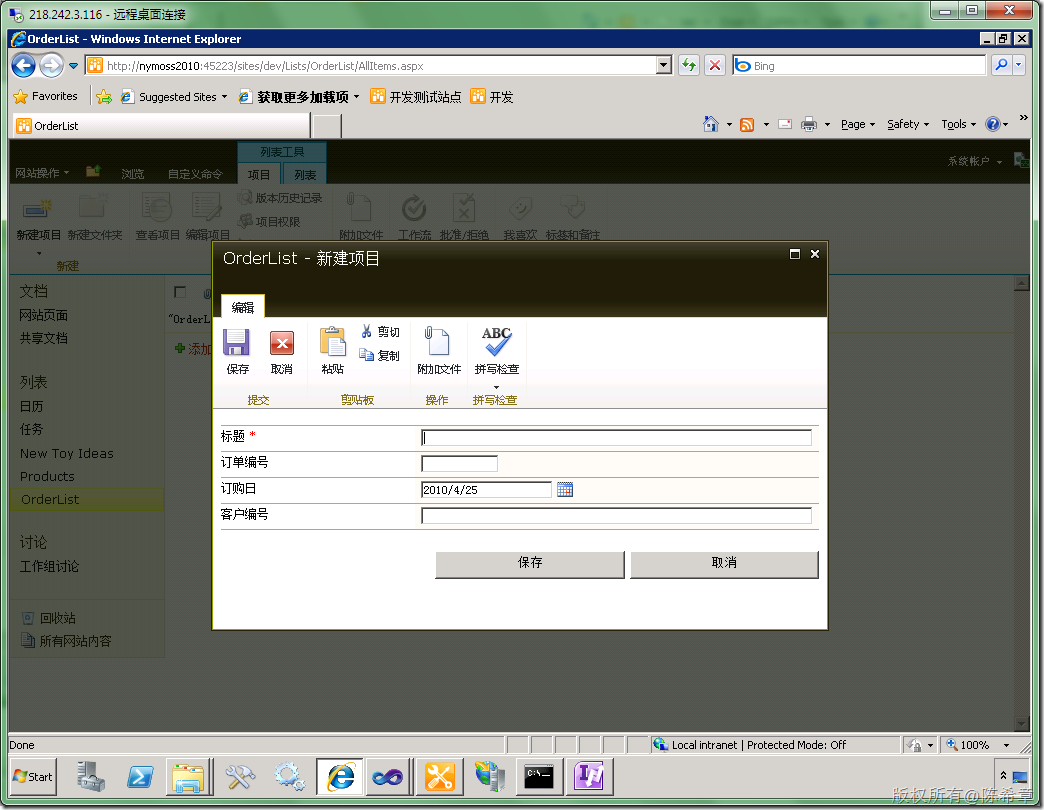 218.242.3.116 - 远程桌面连接
OrderList - Windows Internet Explorer
http://nymoss2010:45223/sites/dev/Lists/OrderList/AllItems.aspx
Bing
Favorites
Suggested Sites
获取更多加载项
开发测试站点
开发
OrderList
Page
Safety
Tools
列表工具
网站操作
浏览
自定义命令
项目
列表
系统帐户
版本历史记录
项目权限
新建项目
新建文件夹
查看项目
编辑项目
附加文件
工作流
批准/拒绝
我喜欢
标签和备注
新建
OrderList - 新建项目
编辑
保存
取消
粘贴
剪切
复制
附加文件
ABC
拼写检查
提交
剪贴板
操作
拼写检查
标题 *
订单编号
订购日
2010/4/25
客户编号
保存
取消
文档
网站页面
共享文档
列表
日历
任务
New Toy Ideas
Products
OrderList
讨论
工作组讨论
回收站
所有网站内容
"OrderL
添加
Done
Local intranet | Protected Mode: Off
100%
Start
版权所有@陈希章